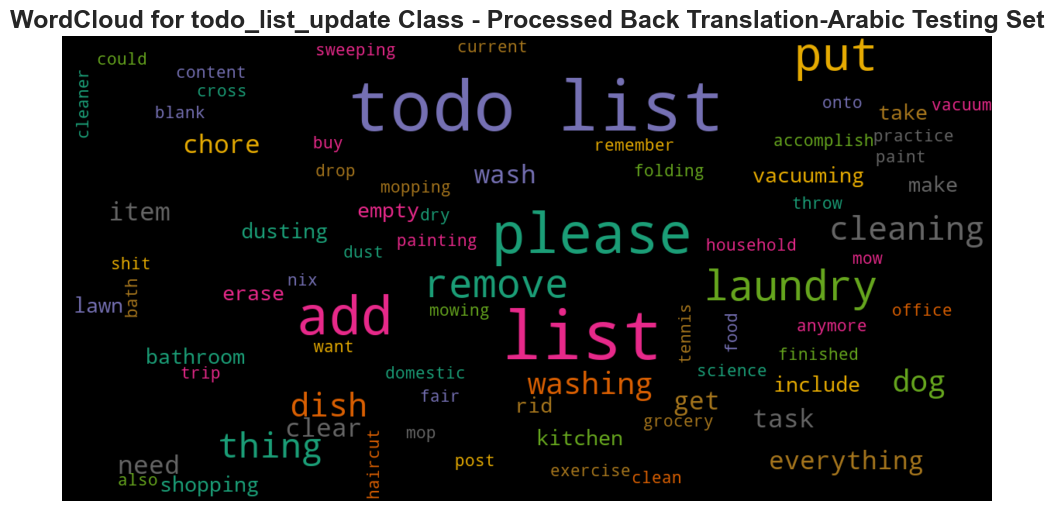 WordCloud for todo_list_update Class - Processed Back Translation-Arabic Testing Set
could
sweeping
current
put
content
cross
cleaner
blank
todo list
onto
take
vacuum
chore
buy
remember
accomplish
practice
paint
drop
wash
folding
vacuuming
make
mopping
throw
item
empty
dry
dusting
please
cleaning
dust
painting
household
shit
mow
nix
remove
laundry
bath
erase
lawn
add
mowing
list
tennis
food
anymore
office
want
bathroom
finished
trip
domestic
science
washing
include
dog
dish
fair
rid
get
grocery
task
clear
mop
kitchen
thing
haircut
need
post
everything
exercise
clean
also
shopping